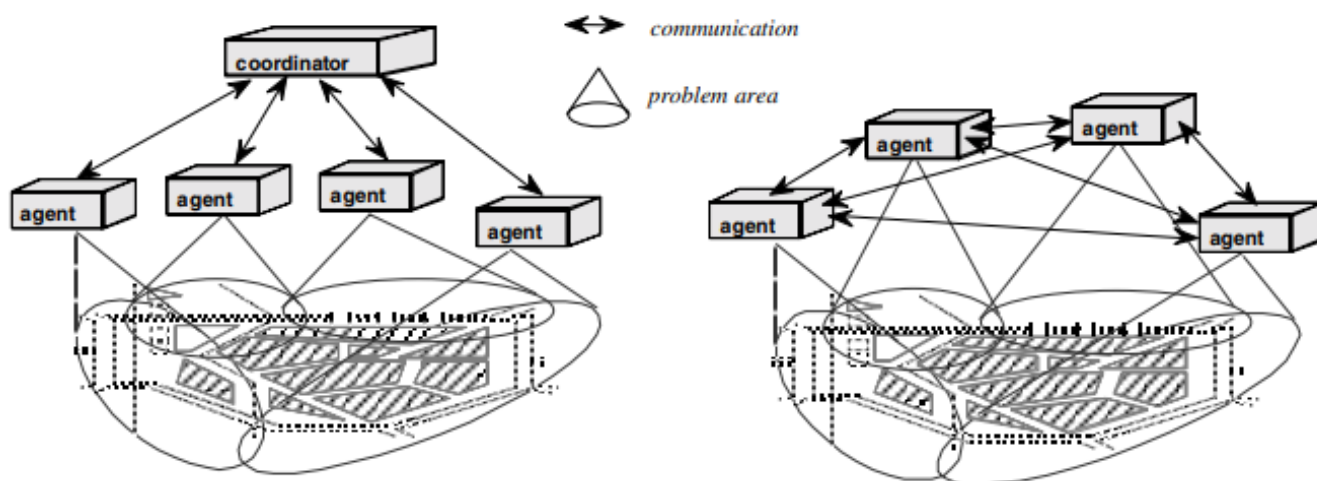 coordinator
agent
agent
agent
agent
communication
problem area
agent
agent
agent
agent